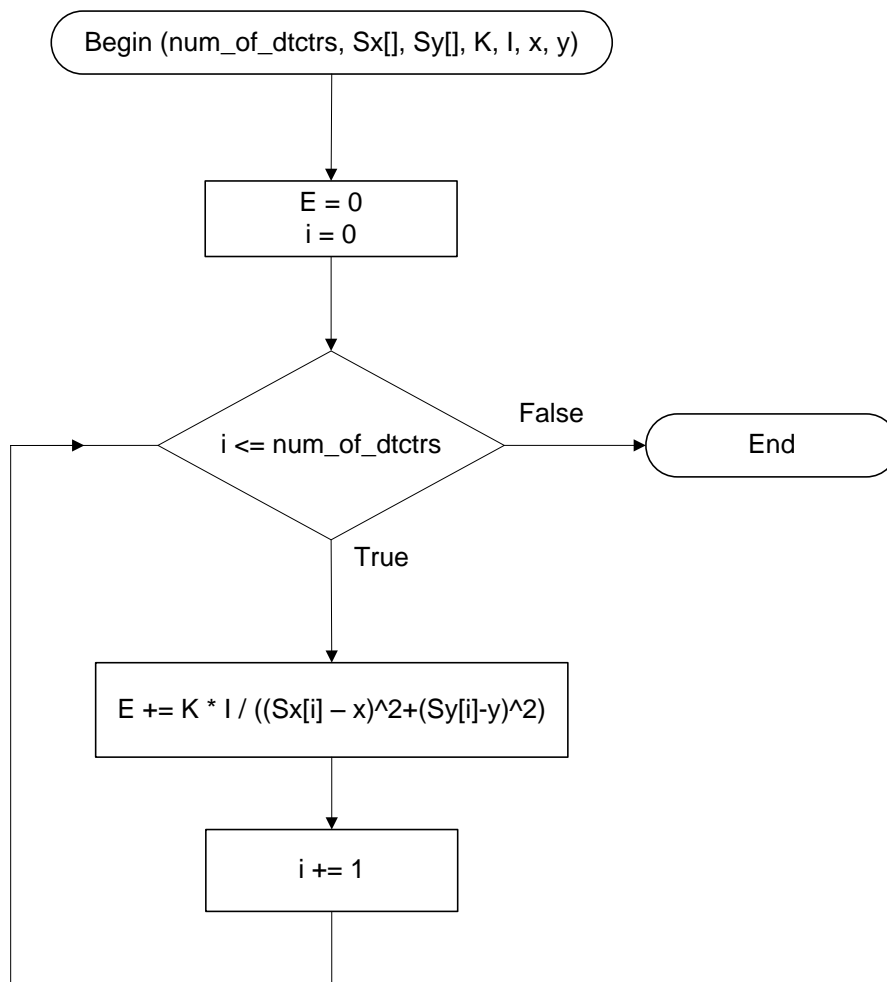 Begin (num_of_dtctrs, Sx[], Sy[], K, I, x, y)
E = 0
i = 0
i <= num_of_dtctrs
False
End
True
E += K * I / ((Sx[i] – x)^2+(Sy[i]-y)^2)
i += 1